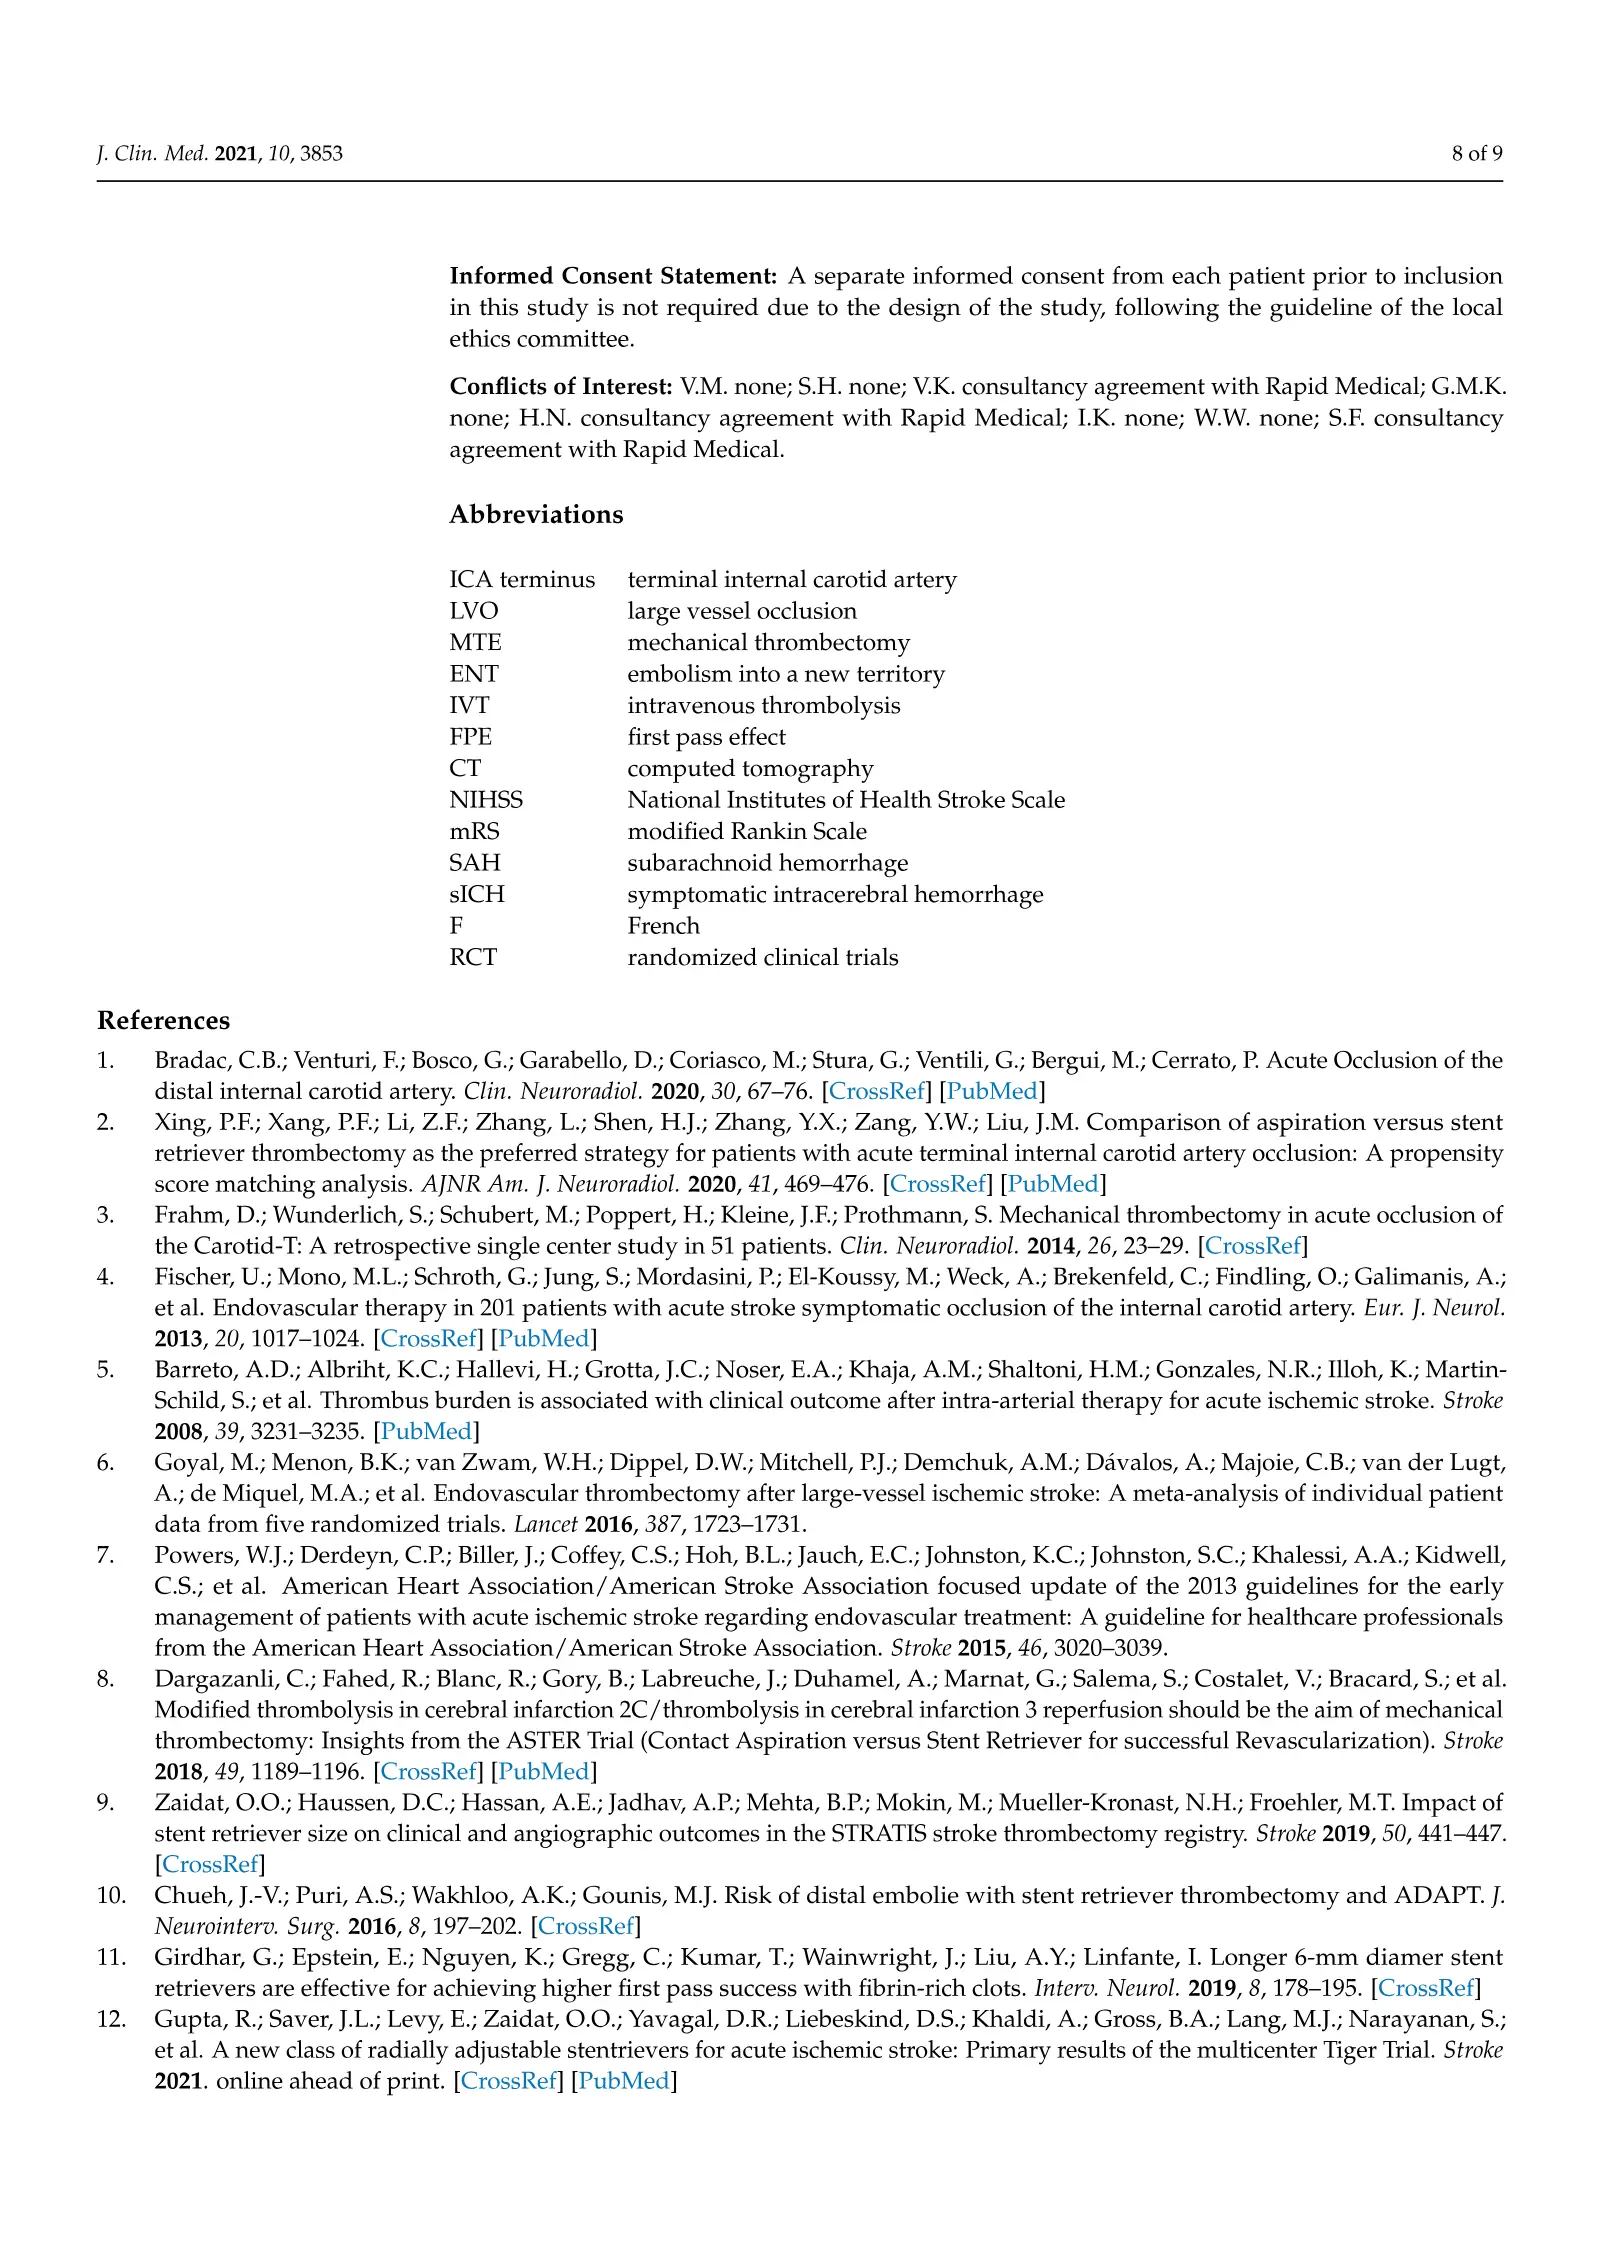 J. Clin. Med. 2021, 10, 3853
8 of 9
Informed Consent Statement: A separate informed consent from each patient prior to inclusion
in this study is not required due to the design of the study, following the guideline of the local
ethics committee.
Conflicts of Interest: V.M. none; S.H. none; V.K. consultancy agreement with Rapid Medical; G.M.K.
none; H.N. consultancy agreement with Rapid Medical; I.K. none; W.W. none; S.F. consultancy
agreement with Rapid Medical.
Abbreviations
ICA terminus terminal internal carotid artery
LVO large vessel occlusion
MTE mechanical thrombectomy
ENT embolism into a new territory
IVT intravenous thrombolysis
FPE first pass effect
CT computed tomography
NIHSS National Institutes of Health Stroke Scale
mRS modified Rankin Scale
SAH subarachnoid hemorrhage
sICH symptomatic intracerebral hemorrhage
F French
RCT randomized clinical trials
References
1. Bradac, C.B.; Venturi, F.; Bosco, G.; Garabello, D.; Coriasco, M.; Stura, G.; Ventili, G.; Bergui, M.; Cerrato, P. Acute Occlusion of the
distal internal carotid artery. Clin. Neuroradiol. 2020, 30, 67–76. [CrossRef] [PubMed]
2. Xing, P.F.; Xang, P.F.; Li, Z.F.; Zhang, L.; Shen, H.J.; Zhang, Y.X.; Zang, Y.W.; Liu, J.M. Comparison of aspiration versus stent
retriever thrombectomy as the preferred strategy for patients with acute terminal internal carotid artery occlusion: A propensity
score matching analysis. AJNR Am. J. Neuroradiol. 2020, 41, 469–476. [CrossRef] [PubMed]
3. Frahm, D.; Wunderlich, S.; Schubert, M.; Poppert, H.; Kleine, J.F.; Prothmann, S. Mechanical thrombectomy in acute occlusion of
the Carotid-T: A retrospective single center study in 51 patients. Clin. Neuroradiol. 2014, 26, 23–29. [CrossRef]
4. Fischer, U.; Mono, M.L.; Schroth, G.; Jung, S.; Mordasini, P.; El-Koussy, M.; Weck, A.; Brekenfeld, C.; Findling, O.; Galimanis, A.;
et al. Endovascular therapy in 201 patients with acute stroke symptomatic occlusion of the internal carotid artery. Eur. J. Neurol.
2013, 20, 1017–1024. [CrossRef] [PubMed]
5. Barreto, A.D.; Albriht, K.C.; Hallevi, H.; Grotta, J.C.; Noser, E.A.; Khaja, A.M.; Shaltoni, H.M.; Gonzales, N.R.; Illoh, K.; Martin-
Schild, S.; et al. Thrombus burden is associated with clinical outcome after intra-arterial therapy for acute ischemic stroke. Stroke
2008, 39, 3231–3235. [PubMed]
6. Goyal, M.; Menon, B.K.; van Zwam, W.H.; Dippel, D.W.; Mitchell, P.J.; Demchuk, A.M.; Dávalos, A.; Majoie, C.B.; van der Lugt,
A.; de Miquel, M.A.; et al. Endovascular thrombectomy after large-vessel ischemic stroke: A meta-analysis of individual patient
data from five randomized trials. Lancet 2016, 387, 1723–1731.
7. Powers, W.J.; Derdeyn, C.P.; Biller, J.; Coffey, C.S.; Hoh, B.L.; Jauch, E.C.; Johnston, K.C.; Johnston, S.C.; Khalessi, A.A.; Kidwell,
C.S.; et al. American Heart Association/American Stroke Association focused update of the 2013 guidelines for the early
management of patients with acute ischemic stroke regarding endovascular treatment: A guideline for healthcare professionals
from the American Heart Association/American Stroke Association. Stroke 2015, 46, 3020–3039.
8. Dargazanli, C.; Fahed, R.; Blanc, R.; Gory, B.; Labreuche, J.; Duhamel, A.; Marnat, G.; Salema, S.; Costalet, V.; Bracard, S.; et al.
Modified thrombolysis in cerebral infarction 2C/thrombolysis in cerebral infarction 3 reperfusion should be the aim of mechanical
thrombectomy: Insights from the ASTER Trial (Contact Aspiration versus Stent Retriever for successful Revascularization). Stroke
2018, 49, 1189–1196. [CrossRef] [PubMed]
9. Zaidat, O.O.; Haussen, D.C.; Hassan, A.E.; Jadhav, A.P.; Mehta, B.P.; Mokin, M.; Mueller-Kronast, N.H.; Froehler, M.T. Impact of
stent retriever size on clinical and angiographic outcomes in the STRATIS stroke thrombectomy registry. Stroke 2019, 50, 441–447.
[CrossRef]
10. Chueh, J.-V.; Puri, A.S.; Wakhloo, A.K.; Gounis, M.J. Risk of distal embolie with stent retriever thrombectomy and ADAPT. J.
Neurointerv. Surg. 2016, 8, 197–202. [CrossRef]
11. Girdhar, G.; Epstein, E.; Nguyen, K.; Gregg, C.; Kumar, T.; Wainwright, J.; Liu, A.Y.; Linfante, I. Longer 6-mm diamer stent
retrievers are effective for achieving higher first pass success with fibrin-rich clots. Interv. Neurol. 2019, 8, 178–195. [CrossRef]
12. Gupta, R.; Saver, J.L.; Levy, E.; Zaidat, O.O.; Yavagal, D.R.; Liebeskind, D.S.; Khaldi, A.; Gross, B.A.; Lang, M.J.; Narayanan, S.;
et al. A new class of radially adjustable stentrievers for acute ischemic stroke: Primary results of the multicenter Tiger Trial. Stroke
2021. online ahead of print. [CrossRef] [PubMed]